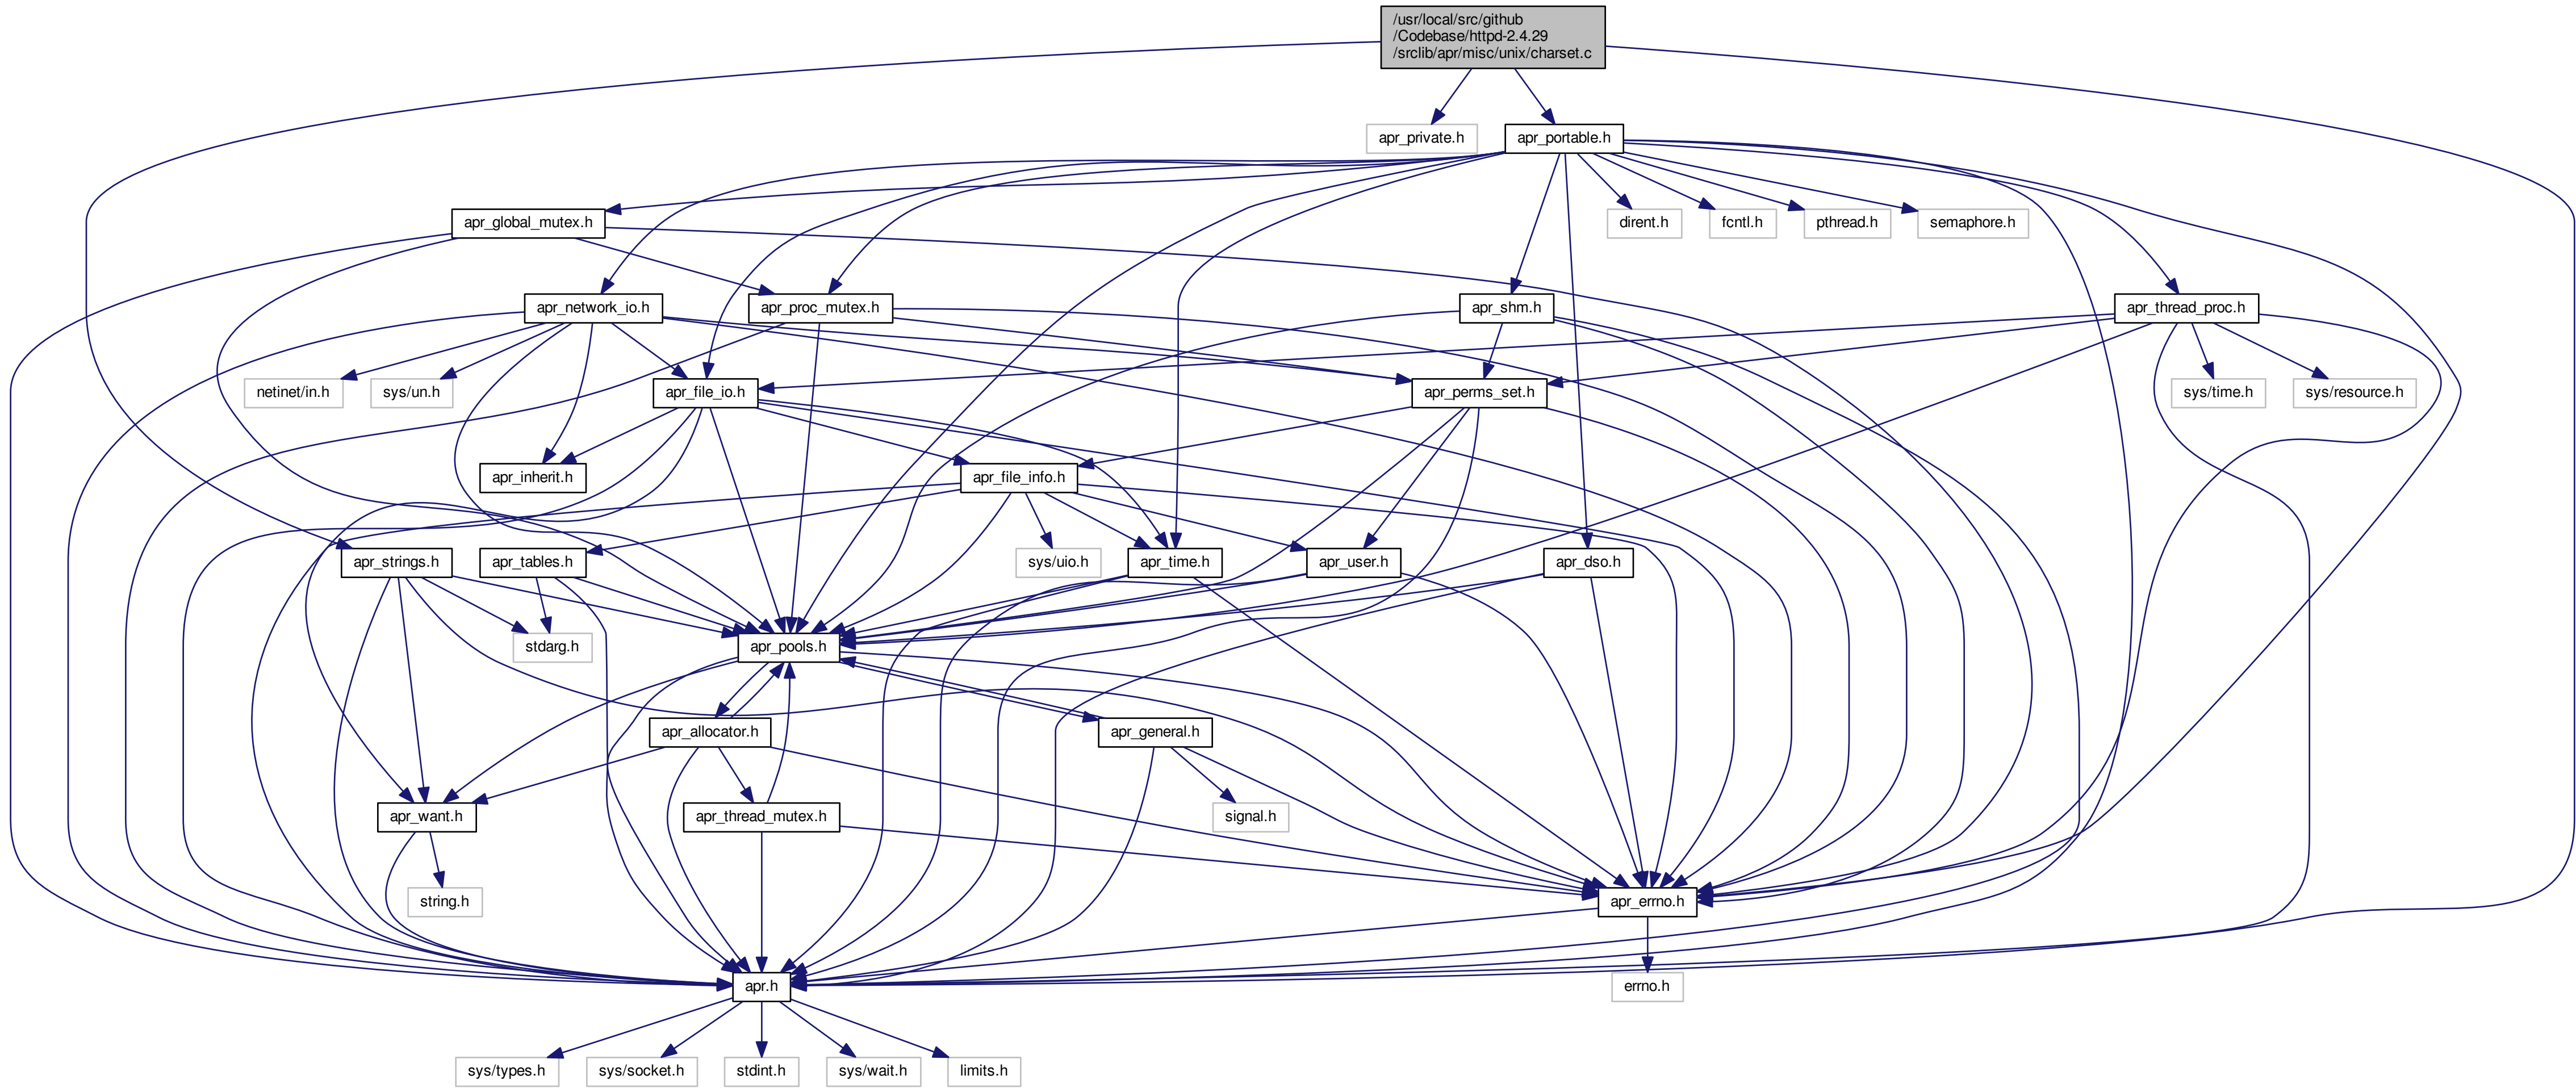 /usr/local/src/github
/Codebase/httpd-2.4.29
/srclib/apr/misc/unix/charset.c
apr_private.h
apr_portable.h
apr_global_mutex.h
dirent.h
fcntl.h
pthread.h
semaphore.h
apr_network_io.h
apr_proc_mutex.h
apr_shm.h
apr_thread_proc.h
netinet/in.h
sys/un.h
apr_file_io.h
apr_perms_set.h
sys/time.h
sys/resource.h
apr_inherit.h
apr_file_info.h
apr_strings.h
apr_tables.h
sys/uio.h
apr_time.h
apr_user.h
apr_dso.h
stdarg.h
apr_pools.h
apr_allocator.h
apr_general.h
apr_want.h
apr_thread_mutex.h
signal.h
string.h
apr_errno.h
apr.h
errno.h
sys/types.h
sys/socket.h
stdint.h
sys/wait.h
limits.h